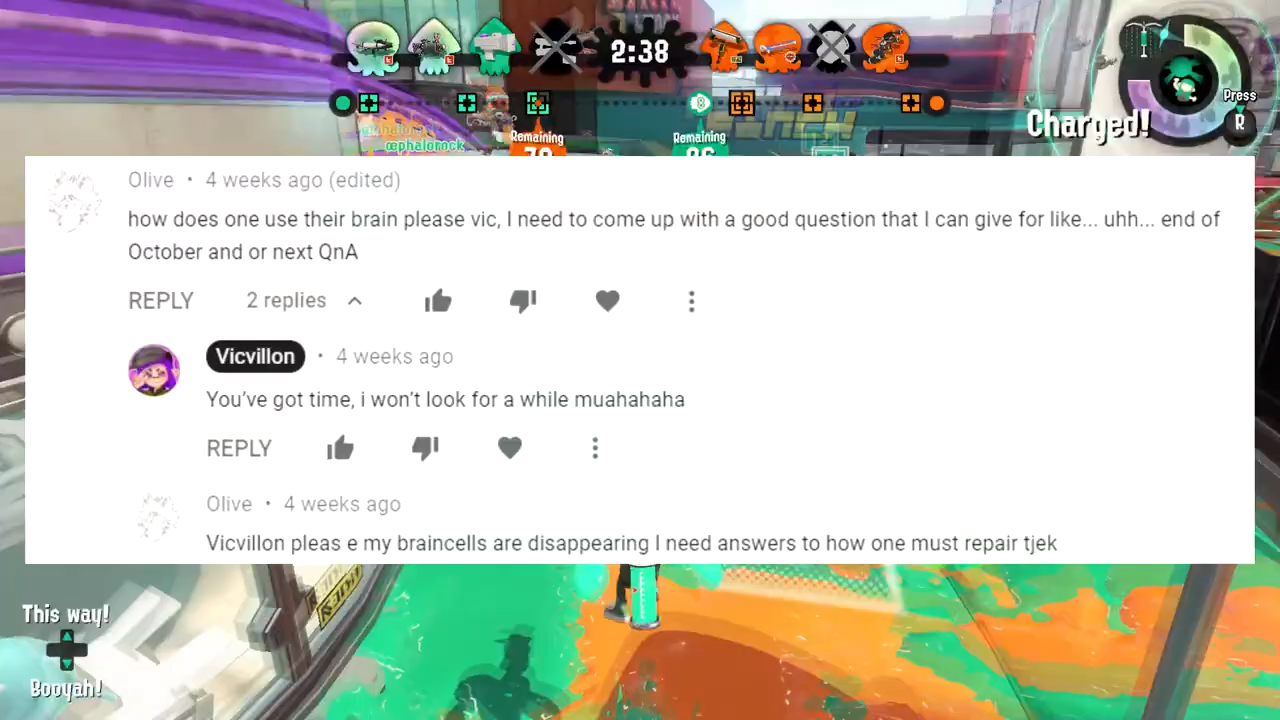 2:38
Press
R
Charged!
Remaining
Remaining
cephalorock
Olive • 4 weeks ago (edited)
how does one use their brain please vic, I need to come up with a good question that I can give for like... uhh... end of
October and or next QnA
REPLY 2 replies
Vicvillon • 4 weeks ago
You've got time, i won't look for a while muahahaha
REPLY
Olive • 4 weeks ago
Vicvillon pleas e my braincells are disappearing I need answers to how one must repair tjek
This way!
Booyah!